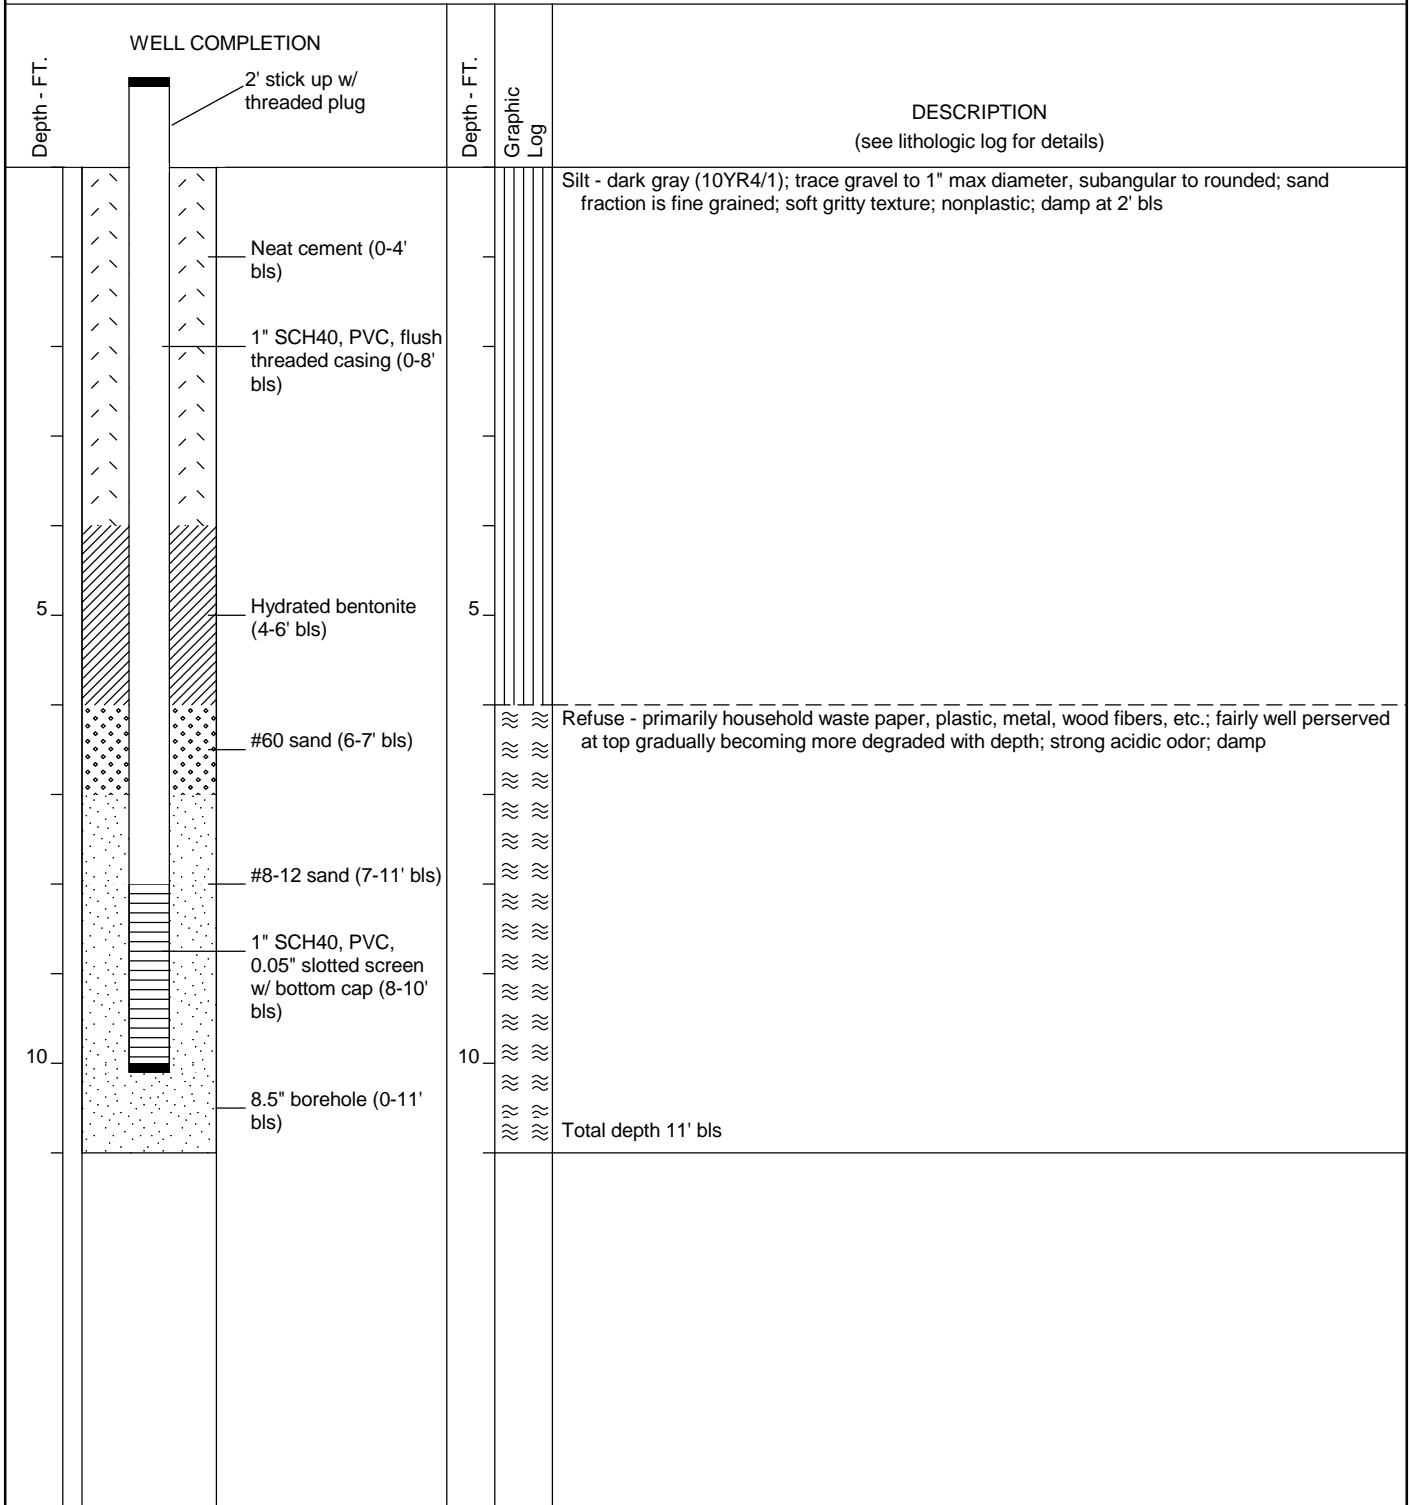 WELL COMPLETION
Depth - FT.
2' stick up w/
threaded plug
Depth - FT.
Graphic
Log
DESCRIPTION
(see lithologic log for details)
Neat cement (0-4'
bls)
1" SCH40, PVC, flush
threaded casing (0-8'
bls)
5
Hydrated bentonite
(4-6' bls)
#60 sand (6-7' bls)
#8-12 sand (7-11' bls)
1" SCH40, PVC,
0.05" slotted screen
w/ bottom cap (8-10'
bls)
10
8.5" borehole (0-11'
bls)
5
10
Silt - dark gray (10YR4/1); trace gravel to 1" max diameter, subangular to rounded; sand
fraction is fine grained; soft gritty texture; nonplastic; damp at 2' bls
Refuse - primarily household waste paper, plastic, metal, wood fibers, etc.; fairly well perserved
at top gradually becoming more degraded with depth; strong acidic odor; damp
Total depth 11' bls